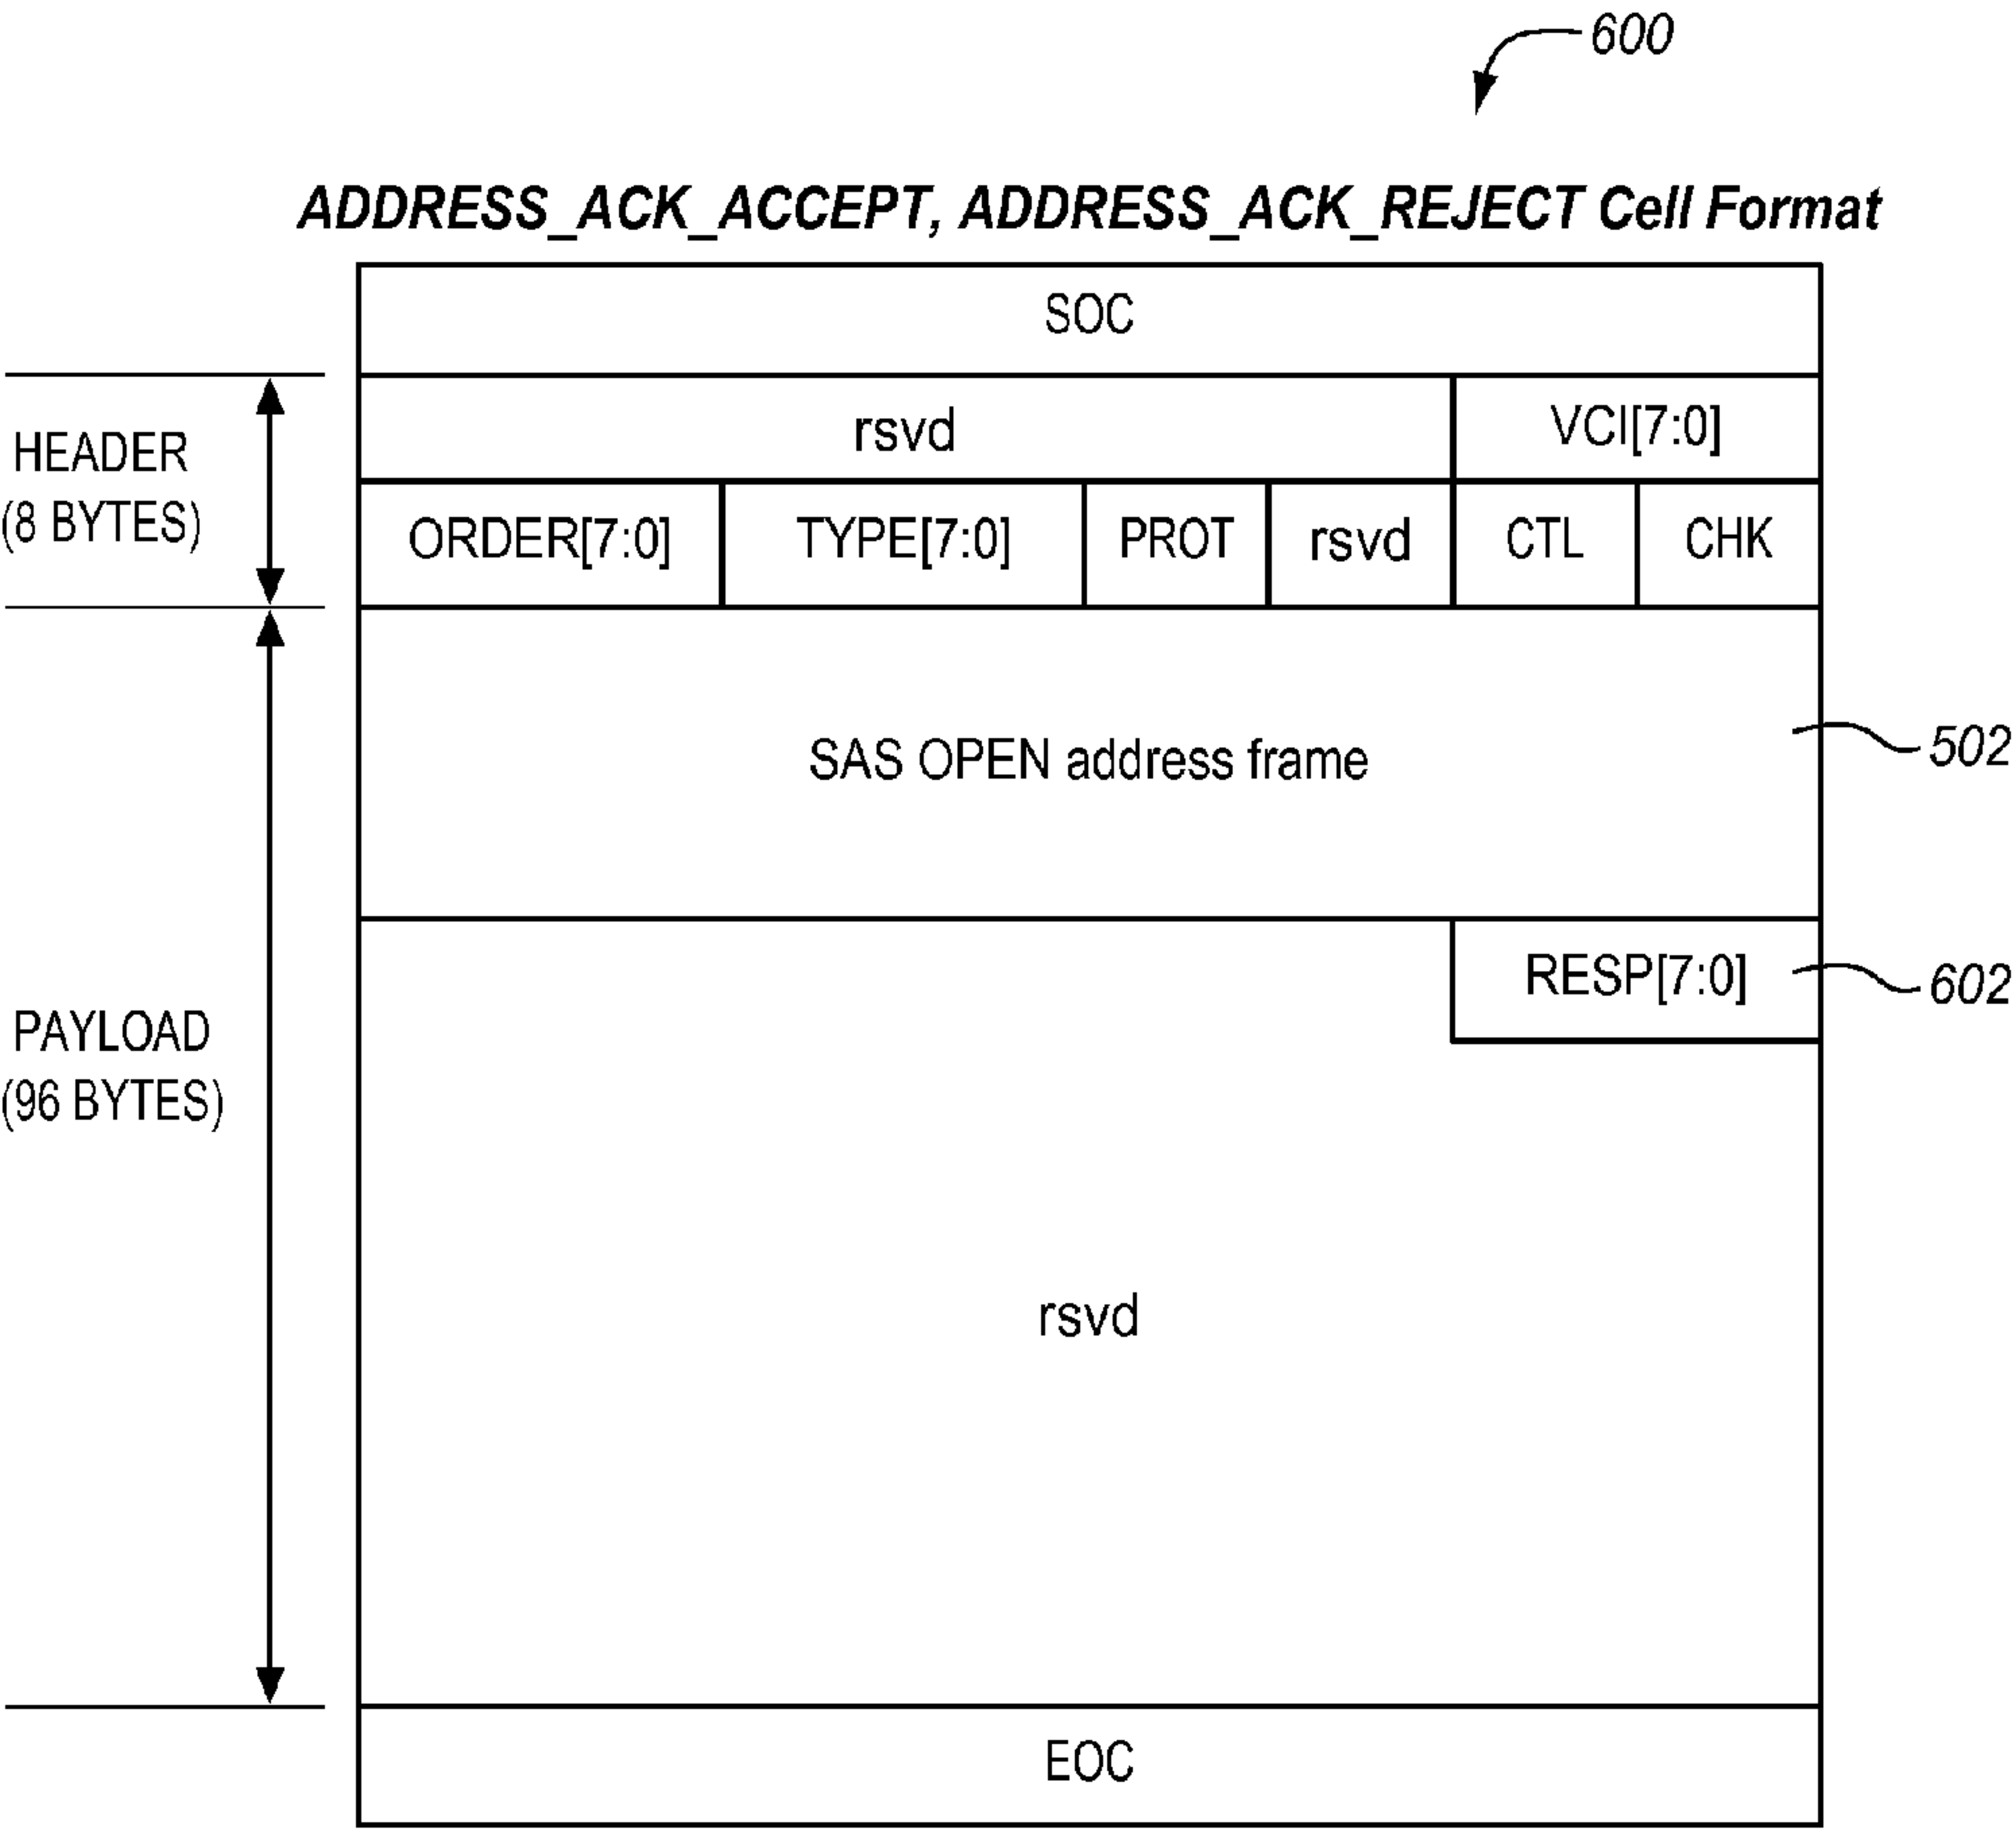 600
ADDRESS_ACK_ACCEPT, ADDRESS_ACK_REJECT Cell Format
SOC
HEADER
(8 BYTES)
rsvd VCI[7:0]
ORDER[7:0] TYPE[7:0] PROT rsvd CTL CHK
SAS OPEN address frame 502
RESP[7:0] 602
PAYLOAD
(96 BYTES)
rsvd
EOC